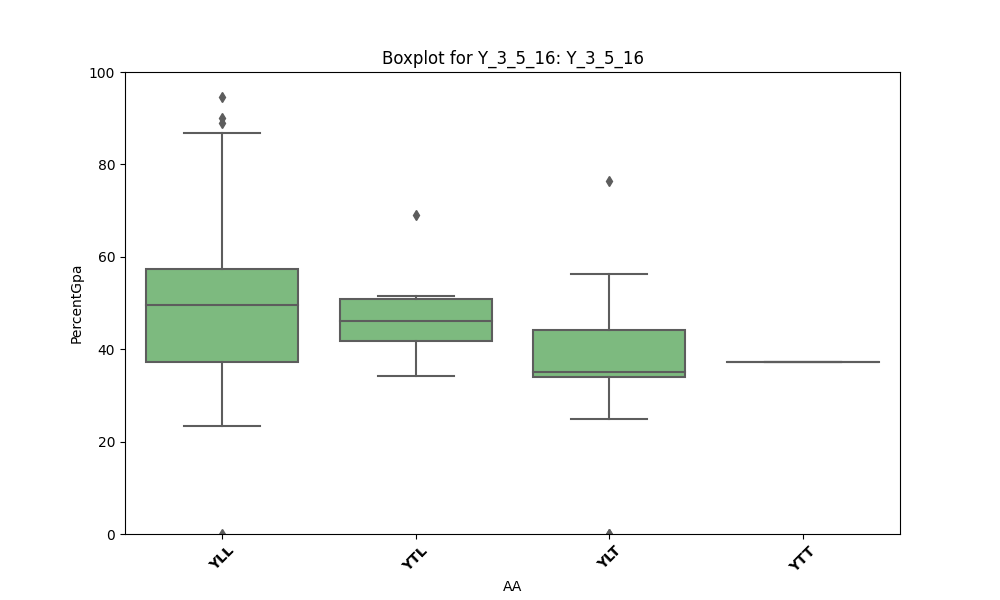 Boxplot for Y_3_5_16: Y_3_5_16
100
80
60
40
20
0
PercentGpa
YLL
YTL
YLT
YTT
AA